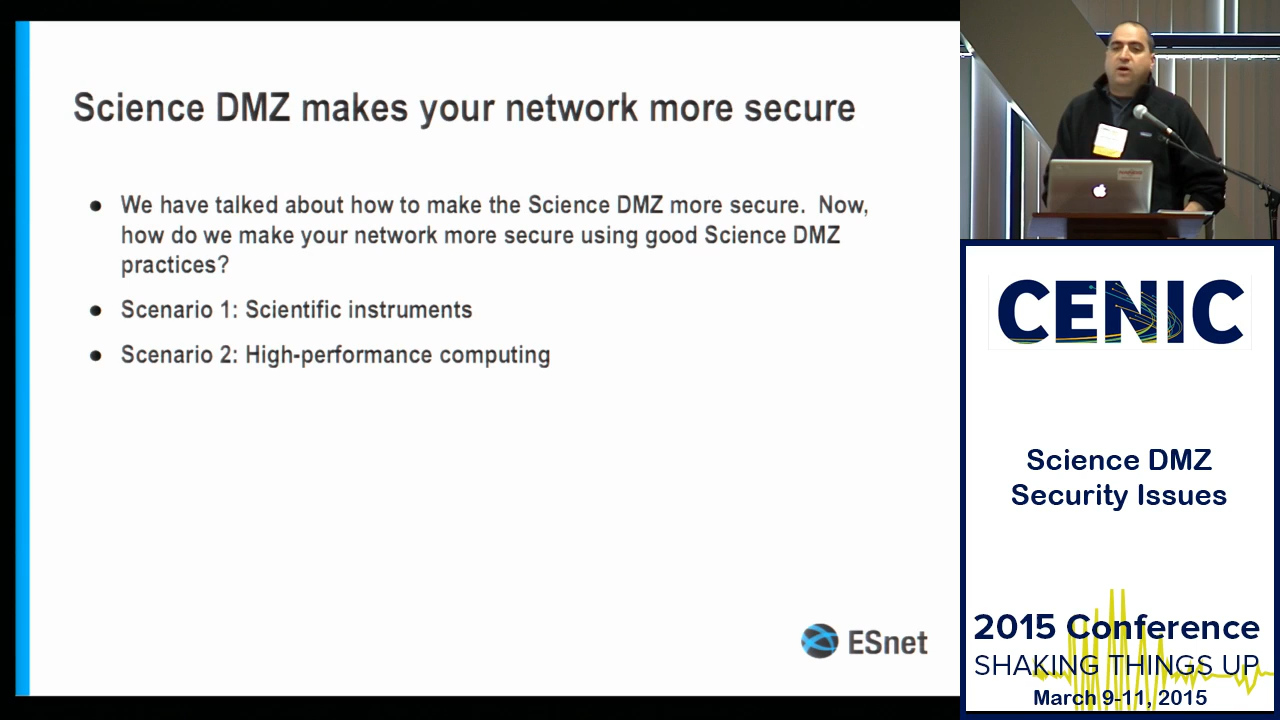 Science DMZ makes your network more secure
● We have talked about how to make the Science DMZ more secure. Now,
how do we make your network more secure using good Science DMZ
practices?
● Scenario 1: Scientific instruments
● Scenario 2: High-performance computing
ESnet
CENIC
Science DMZ
Security Issues
2015 Conference
SHAKING THINGS UP
March 9-11, 2015